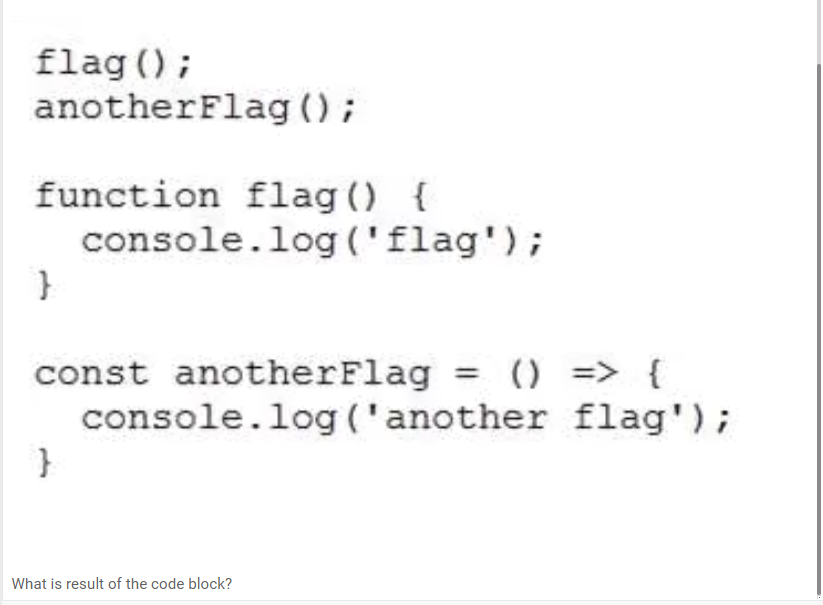 flag();
anotherFlag();
function flag() {
  console.log('flag');
}
const anotherFlag = () => {
  console.log('another flag');
}
What is result of the code block?